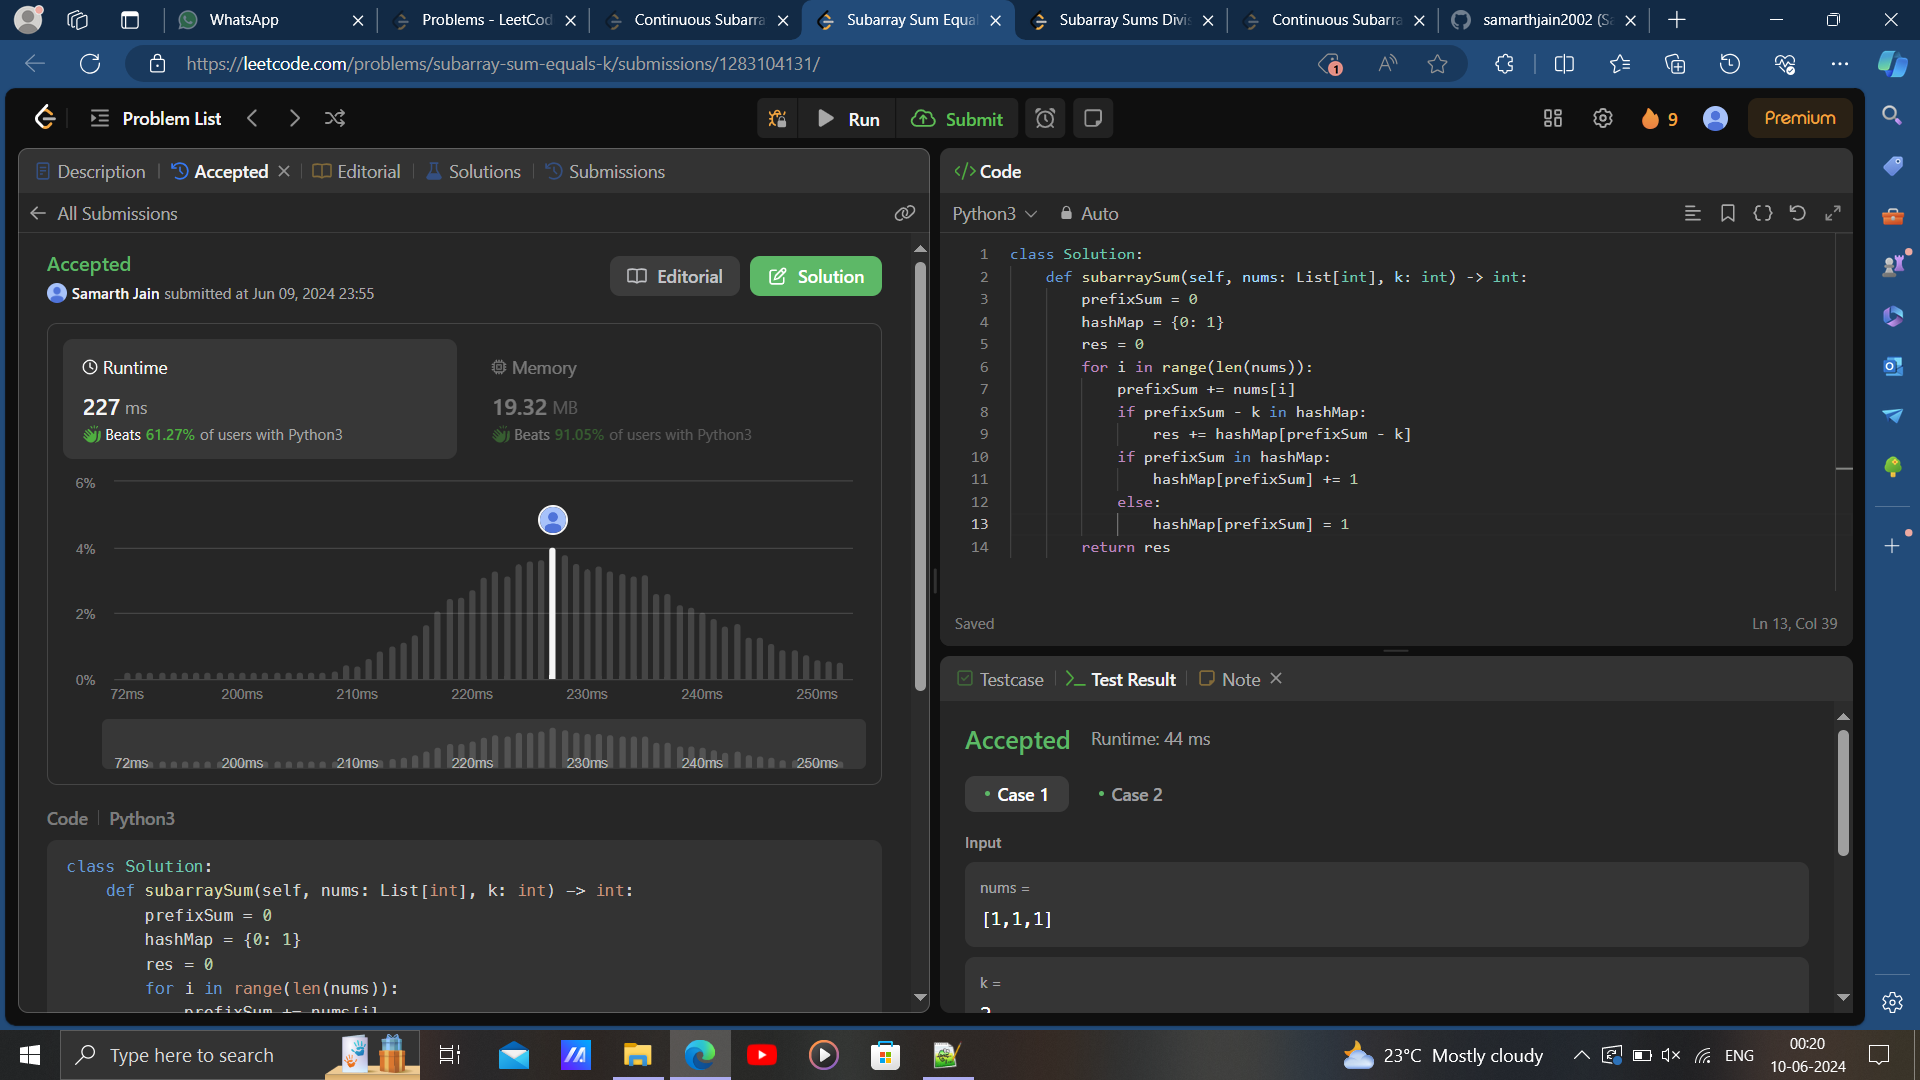 WhatsApp
Problems - LeetCod
Continuous Subarra
Subarray Sum Equal
Subarray Sums Divis
Continuous Subarra
samarthjain2002 (Sa
https://leetcode.com/problems/subarray-sum-equals-k/submissions/1283104131/
1
Problem List
Run
Submit
9
Premium
Description
Accepted
Editorial
Solutions
Submissions
All Submissions
Accepted
Samarth Jain submitted at Jun 09, 2024 23:55
Editorial
Solution
Runtime
227 ms
Beats 61.27% of users with Python3
Memory
19.32 MB
Beats 91.05% of users with Python3
6%
4%
2%
0%
72ms 200ms 210ms 220ms 230ms 240ms 250ms
72ms 200ms 210ms 220ms 230ms 240ms 250ms
Code
Python3
class Solution:
def subarraySum(self, nums: List[int], k: int) -> int:
prefixSum = 0
hashMap = {0: 1}
res = 0
for i in range(len(nums)):
prefixSum += nums[i]
</> Code
Python3
Auto
1 class Solution:
2 def subarraySum(self, nums: List[int], k: int) -> int:
3 prefixSum = 0
4 hashMap = {0: 1}
5 res = 0
6 for i in range(len(nums)):
7 prefixSum += nums[i]
8 if prefixSum - k in hashMap:
9 res += hashMap[prefixSum - k]
10 if prefixSum in hashMap:
11 hashMap[prefixSum] += 1
12 else:
13 hashMap[prefixSum] = 1
14 return res
Saved
Ln 13, Col 39
Testcase
Test Result
Note
Accepted
Runtime: 44 ms
Case 1
Case 2
Input
nums =
[1,1,1]
k =
2
Type here to search
23°C Mostly cloudy
ENG
00:20
10-06-2024